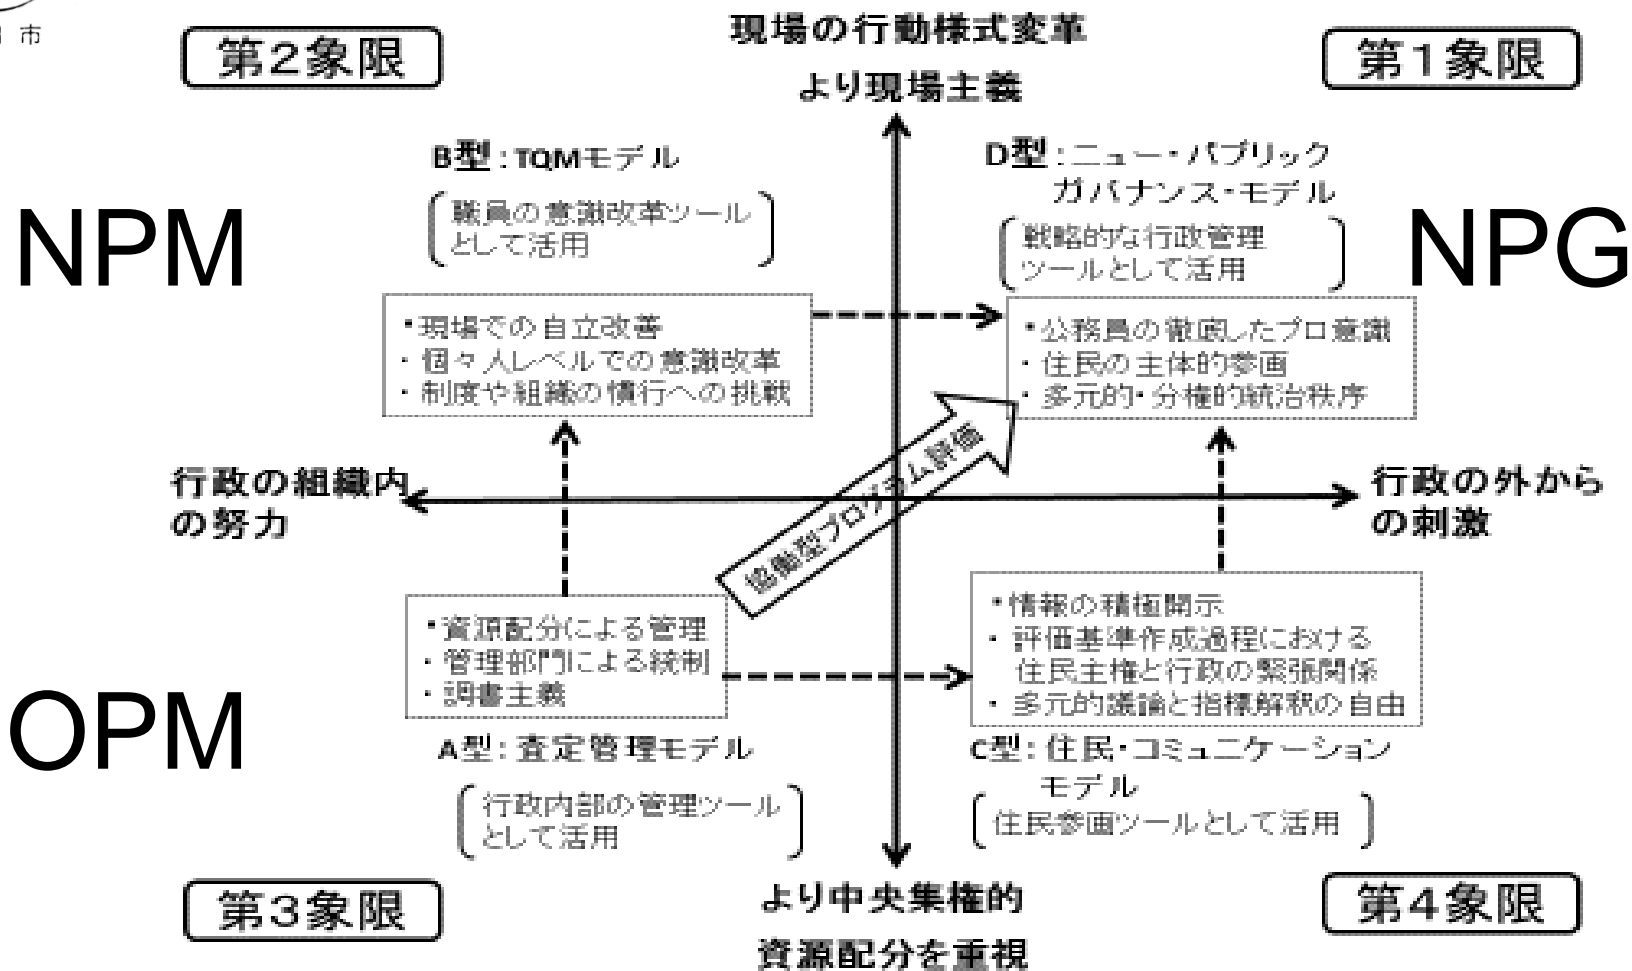 市
現場の行動様式変革
より現場主義
第2象限
第1象限
B型:TQMモデル
職員の意識改革ツール
として活用
D型:ニュー・パブリック
ガバナンス・モデル
戦略的な行政管理
ツールとして活用
NPM
NPG
・現場での自立改善
・個々人レベルでの意識改革
・制度や組織の慣行への挑戦
・公務員の徹底したプロ意識
・住民の主体的参画
・多元的・分権的統治秩序
行政の組織内
の努力
協働型プログラム評価
行政の外から
の刺激
・資源配分による管理
・管理部門による統制
・調書主義
・情報の積極開示
・評価基準作成過程における
住民主権と行政の緊張関係
・多元的議論と指標解釈の自由
OPM
A型:査定管理モデル
行政内部の管理ツール
として活用
C型:住民・コミュニケーション
モデル
住民参画ツールとして活用
第3象限
第4象限
より中央集権的
資源配分を重視